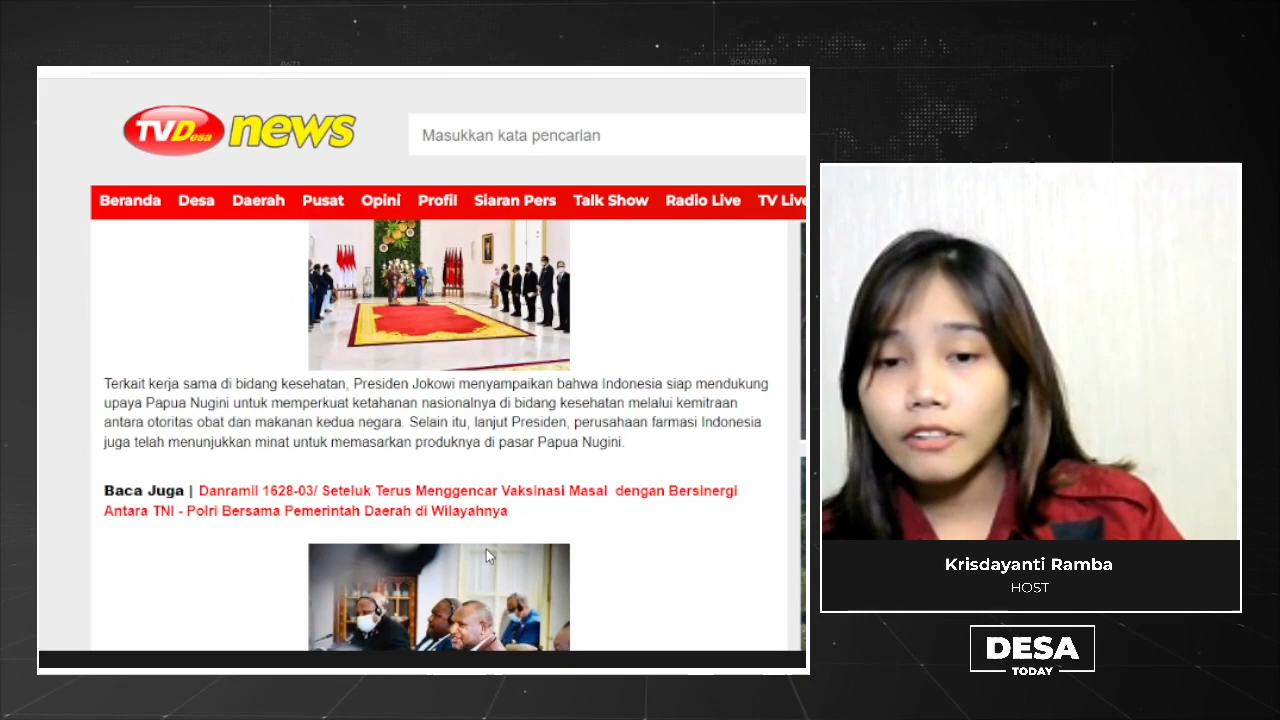 TVDesa news
Masukkan kata pencarian
Beranda Desa Daerah Pusat Opini Profil Siaran Pers Talk Show Radio Live TV Live
Terkait kerja sama di bidang kesehatan, Presiden Jokowi menyampaikan bahwa Indonesia siap mendukung
upaya Papua Nugini untuk memperkuat ketahanan nasionalnya di bidang kesehatan melalui kemitraan
antara otoritas obat dan makanan kedua negara. Selain itu, lanjut Presiden, perusahaan farmasi Indonesia
juga telah menunjukkan minat untuk memasarkan produknya di pasar Papua Nugini.
Baca Juga | Danramil 1628-03/ Seteluk Terus Menggencar Vaksinasi Masal dengan Bersinergi
Antara TNI - Polri Bersama Pemerintah Daerah di Wilayahnya
Krisdayanti Ramba
HOST
DESA
TODAY